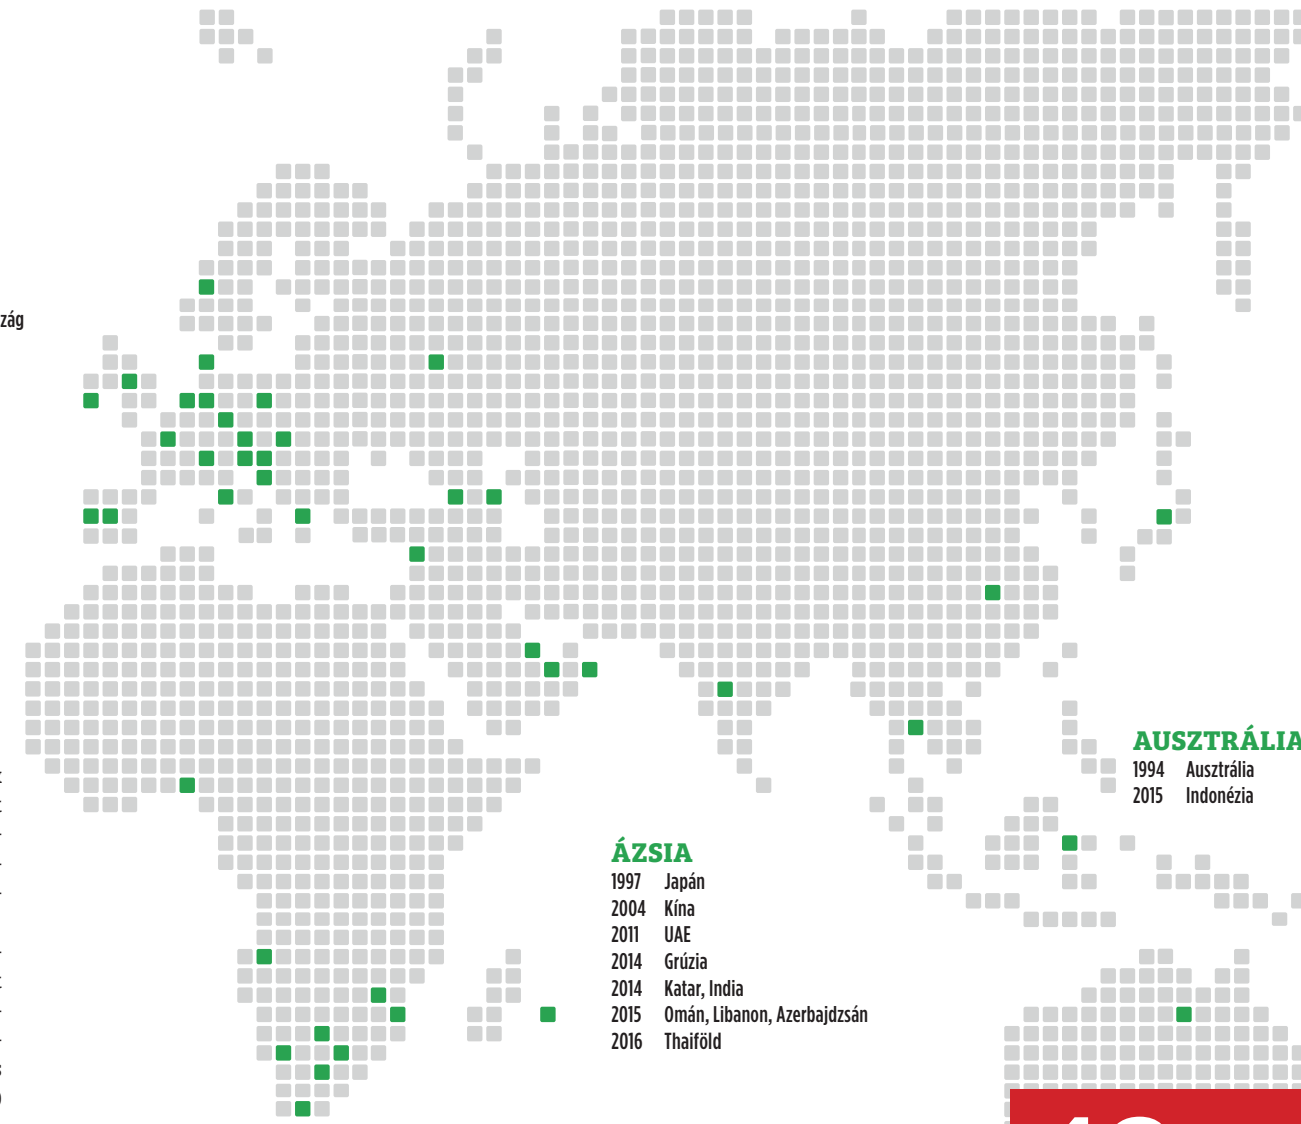 zág
AUSZTRÁLIA
1994 Ausztrália
2015 Indonézia
ÁZSIA
1997 Japán
2004 Kína
2011 UAE
2014 Grúzia
2014 Katar, India
2015 Omán, Libanon, Azerbajdzsán
2016 Thaiföld